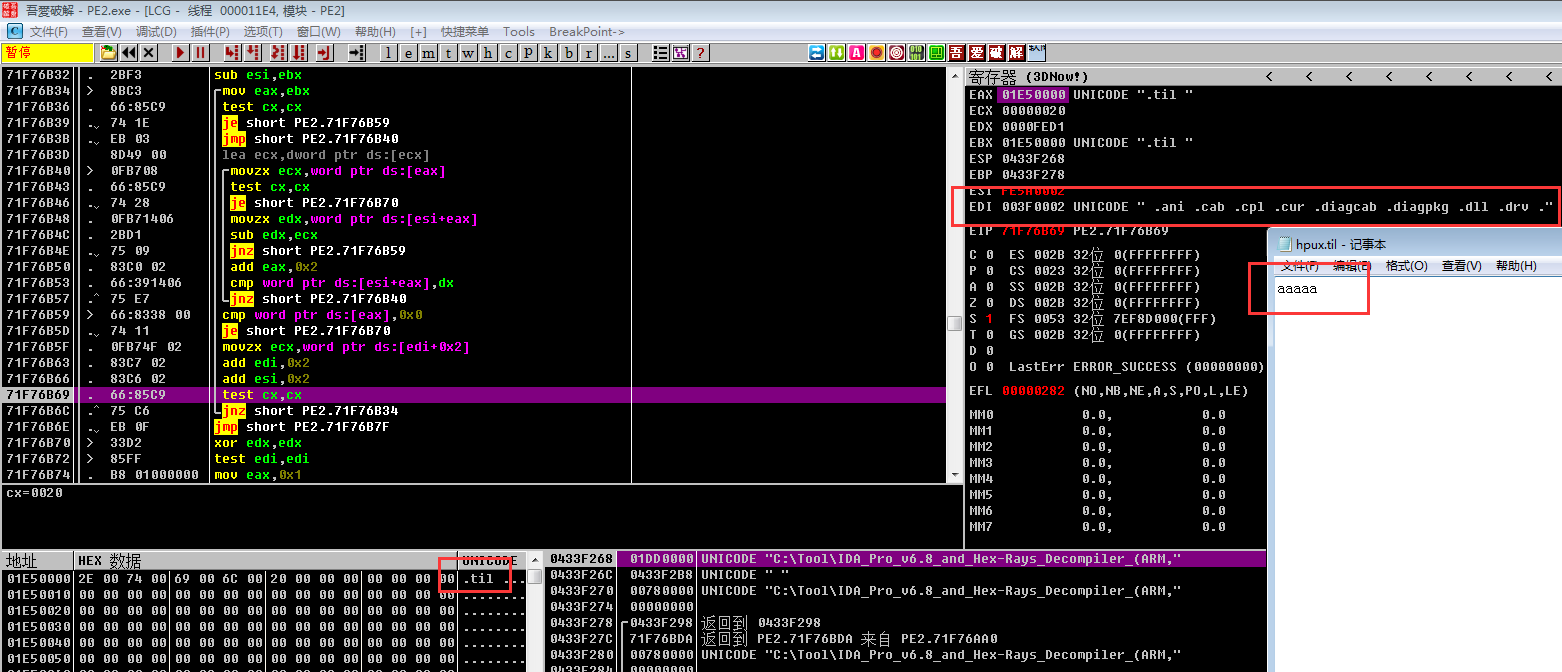 吾爱破解 - PE2.exe - [LCG - 线程 000011E4, 模块 - PE2]
文件(F) 查看(V) 调试(D) 插件(P) 选项(T) 窗口(W) 帮助(H) [+] 快捷菜单 Tools BreakPoint->
暂停 l e m t w h c p k b r ... s ? 吾 爱 破 解
71F76B32 . 2BF3 sub esi,ebx
71F76B34 > 8BC3 mov eax,ebx
71F76B36 . 66:85C9 test cx,cx
71F76B39 . 74 1E je short PE2.71F76B59
71F76B3B . EB 03 jmp short PE2.71F76B40
71F76B3D 8D49 00 lea ecx,dword ptr ds:[ecx]
71F76B40 > 0FB708 movzx ecx,word ptr ds:[eax]
71F76B43 . 66:85C9 test cx,cx
71F76B46 . 74 28 je short PE2.71F76B70
71F76B48 . 0FB71406 movzx edx,word ptr ds:[esi+eax]
71F76B4C . 2BD1 sub edx,ecx
71F76B4E . 75 09 jnz short PE2.71F76B59
71F76B50 . 83C0 02 add eax,0x2
71F76B53 . 66:391406 cmp word ptr ds:[esi+eax],dx
71F76B57 .^ 75 E7 jnz short PE2.71F76B40
71F76B59 > 66:8338 00 cmp word ptr ds:[eax],0x0
71F76B5D . 74 11 je short PE2.71F76B70
71F76B5F . 0FB74F 02 movzx ecx,word ptr ds:[edi+0x2]
71F76B63 . 83C7 02 add edi,0x2
71F76B66 . 83C6 02 add esi,0x2
71F76B69 . 66:85C9 test cx,cx
71F76B6C .^ 75 C6 jnz short PE2.71F76B34
71F76B6E . EB 0F jmp short PE2.71F76B7F
71F76B70 > 33D2 xor edx,edx
71F76B72 > 85FF test edi,edi
71F76B74 . B8 01000000 mov eax,0x1
cx=0020
寄存器 (3DNow!) < < < < < < < <
EAX 01E50000 UNICODE ".til "
ECX 00000020
EDX 0000FED1
EBX 01E50000 UNICODE ".til "
ESP 0433F268
EBP 0433F278
ESI FE5A0002
EDI 003F0002 UNICODE " .ani .cab .cpl .cur .diagcab .diagpkg .dll .drv ."
EIP 71F76B69 PE2.71F76B69
C 0 ES 002B 32位 0(FFFFFFFF)
P 0 CS 0023 32位 0(FFFFFFFF)
A 0 SS 002B 32位 0(FFFFFFFF)
Z 0 DS 002B 32位 0(FFFFFFFF)
S 1 FS 0053 32位 7EF8D000(FFF)
T 0 GS 002B 32位 0(FFFFFFFF)
D 0
O 0 LastErr ERROR_SUCCESS (00000000)
EFL 00000282 (NO,NB,NE,A,S,PO,L,LE)
MM0 0.0, 0.0
MM1 0.0, 0.0
MM2 0.0, 0.0
MM3 0.0, 0.0
MM4 0.0, 0.0
MM5 0.0, 0.0
MM6 0.0, 0.0
MM7 0.0, 0.0
hpux.til - 记事本
文件(F) 编辑(E) 格式(O) 查看(V) 帮助(H)
aaaaa
地址 HEX 数据 UNICODE
01E50000 2E 00 74 00 69 00 6C 00 20 00 00 00 00 00 00 00 .til ...
01E50010 00 00 00 00 00 00 00 00 00 00 00 00 00 00 00 00 ........
01E50020 00 00 00 00 00 00 00 00 00 00 00 00 00 00 00 00 ........
01E50030 00 00 00 00 00 00 00 00 00 00 00 00 00 00 00 00 ........
01E50040 00 00 00 00 00 00 00 00 00 00 00 00 00 00 00 00 ........
01E50050 00 00 00 00 00 00 00 00 00 00 00 00 00 00 00 00 ........
0433F268 01DD0000 UNICODE "C:\Tool\IDA_Pro_v6.8_and_Hex-Rays_Decompiler_(ARM,"
0433F26C 0433F2B8 UNICODE " "
0433F270 00780000 UNICODE "C:\Tool\IDA_Pro_v6.8_and_Hex-Rays_Decompiler_(ARM,"
0433F274 00000000
0433F278 0433F298 返回到 0433F298
0433F27C 71F76BDA 返回到 PE2.71F76BDA 来自 PE2.71F76AA0
0433F280 00780000 UNICODE "C:\Tool\IDA_Pro_v6.8_and_Hex-Rays_Decompiler_(ARM,"
0433F284 00000000